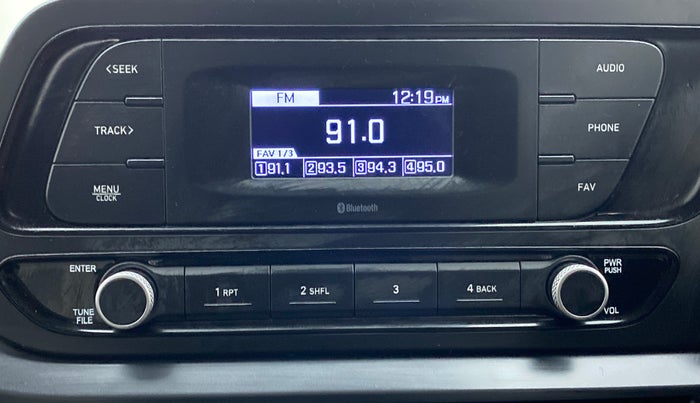 <SEEK
AUDIO
FM 12:19PM
TRACK>
91.0
PHONE
FAV 1/3
1 91.1 2 93.5 3 94.3 4 95.0
MENU
CLOCK
FAV
Bluetooth
ENTER
PWR
PUSH
1 RPT
2 SHFL
3
4 BACK
TUNE
FILE
VOL